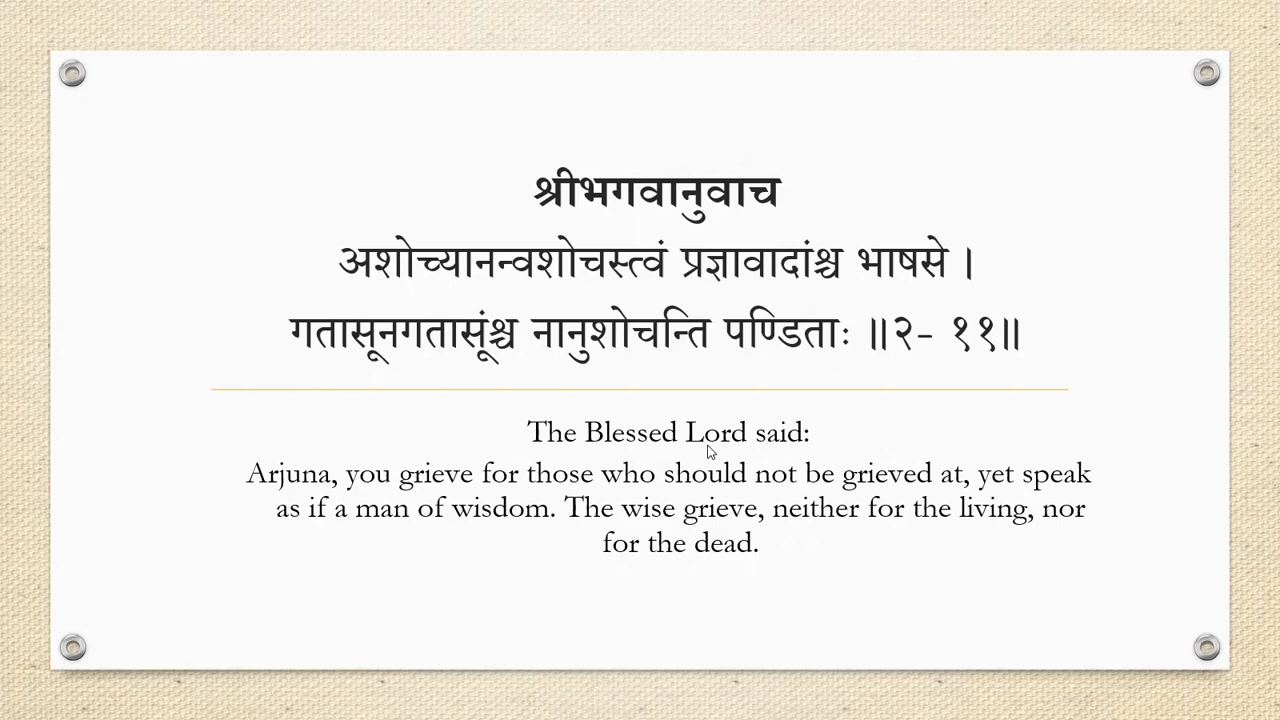 श्रीभगवानुवाच
अशोच्यानन्वशोचस्त्वं प्रज्ञावादांश्च भाषसे ।
गतासूनगतासूंश्च नानुशोचन्ति पण्डिताः ॥२- ११॥
The Blessed Lord said:
Arjuna, you grieve for those who should not be grieved at, yet speak
as if a man of wisdom. The wise grieve, neither for the living, nor
for the dead.